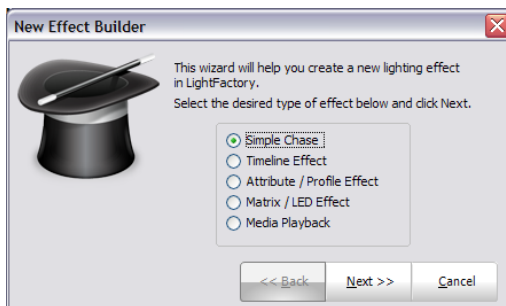 New Effect Builder
This wizard will help you create a new lighting effect
in LightFactory.
Select the desired type of effect below and click Next.
Simple Chase
Timeline Effect
Attribute / Profile Effect
Matrix / LED Effect
Media Playback
<< Back
Next >>
Cancel